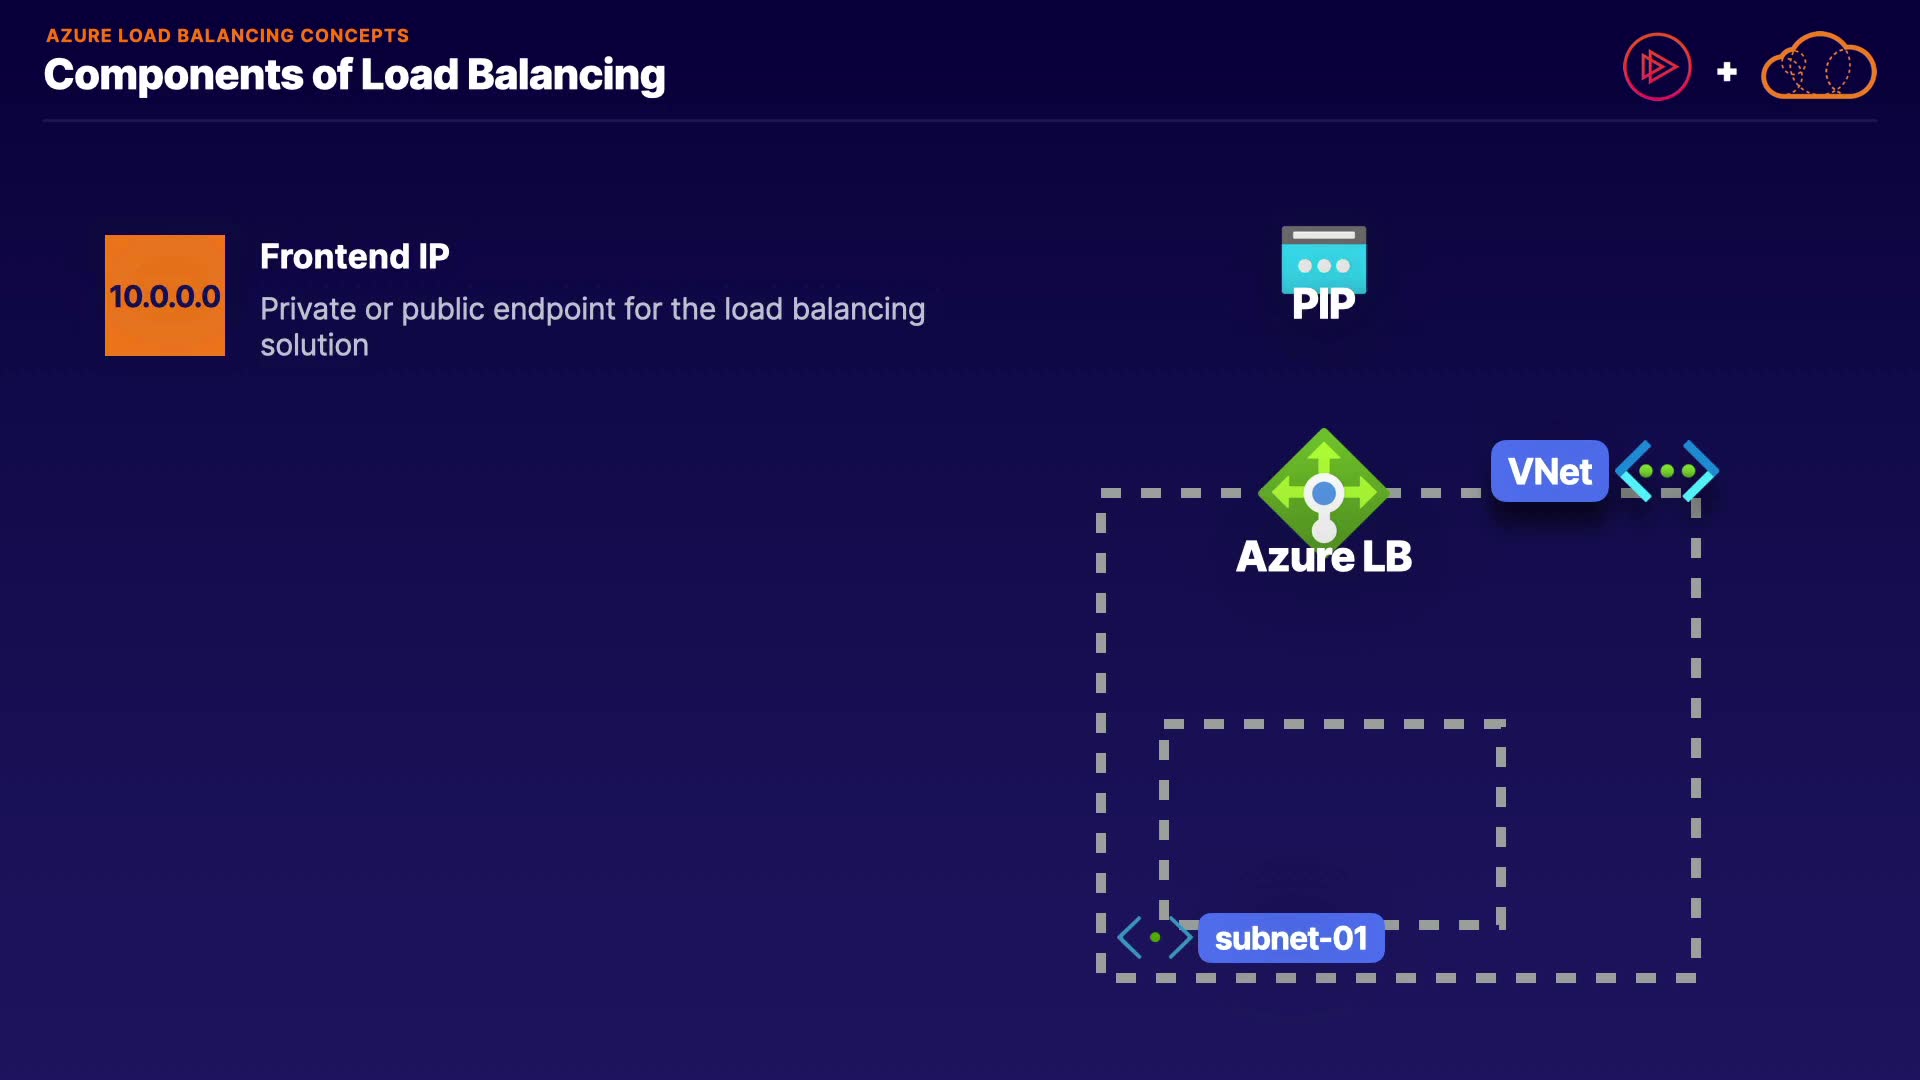 AZURE LOAD BALANCING CONCEPTS
Components of Load Balancing
10.0.0.0
Frontend IP
Private or public endpoint for the load balancing
solution
PIP
VNet
Azure LB
subnet-01